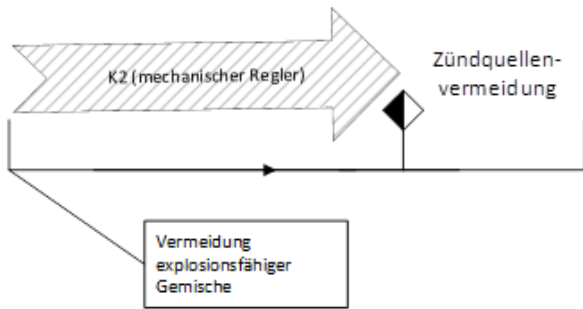 K2 (mechanischer Regler)
Zündquellen-
vermeidung
Vermeidung
explosionsfähiger
Gemische